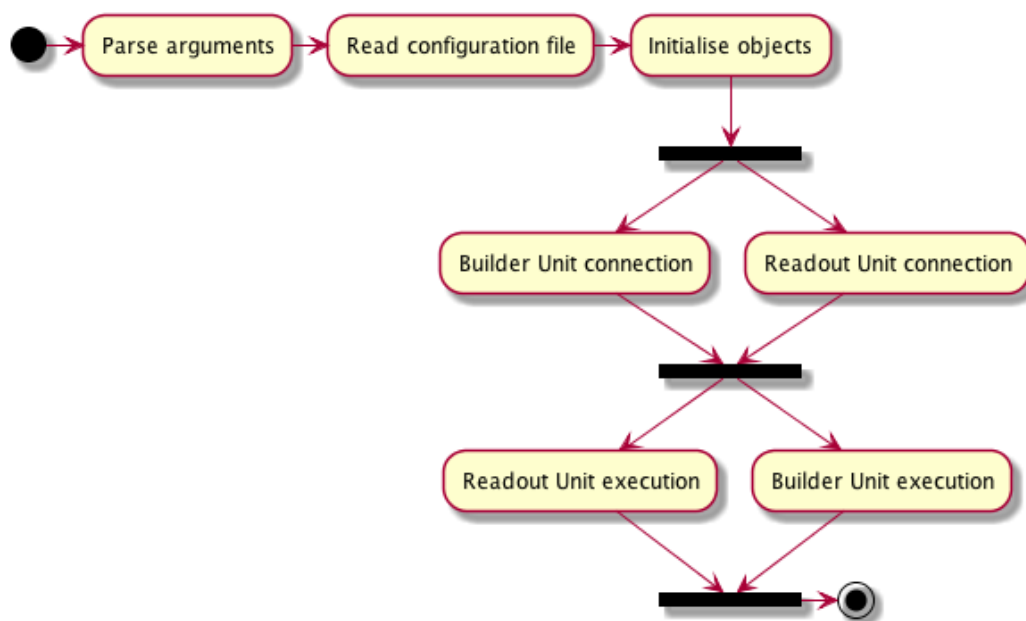 Parse arguments
Read configuration file
Initialise objects
Builder Unit connection
Readout Unit connection
Readout Unit execution
Builder Unit execution